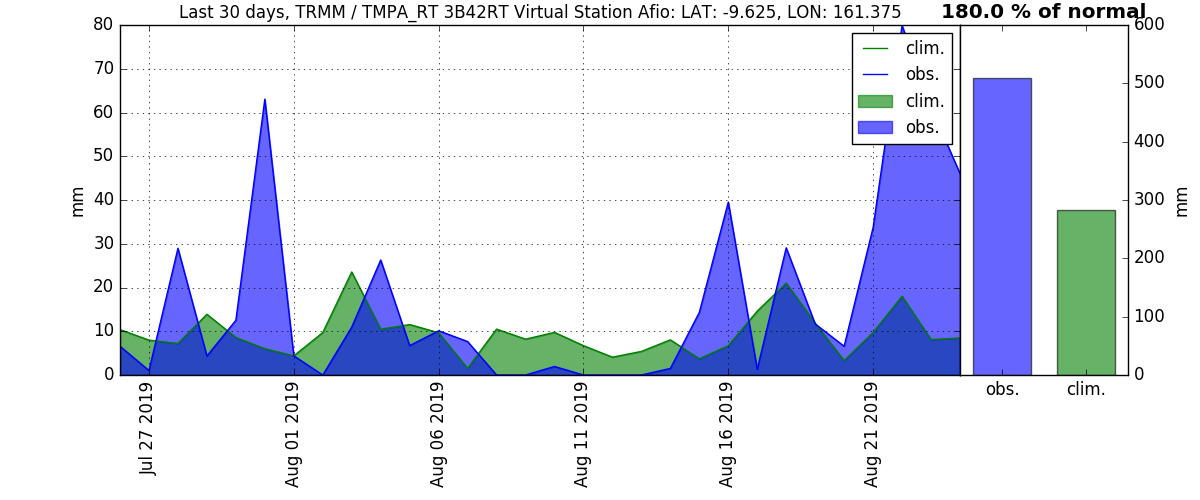 Last 30 days, TRMM / TMPA_RT 3B42RT Virtual Station Afio: LAT: -9.625, LON: 161.375
180.0 % of normal
clim.
obs.
clim.
obs.
mm
80
70
60
50
40
30
20
10
0
Jul 27 2019
Aug 01 2019
Aug 06 2019
Aug 11 2019
Aug 16 2019
Aug 21 2019
600
500
400
300
200
100
0
mm
obs.
clim.